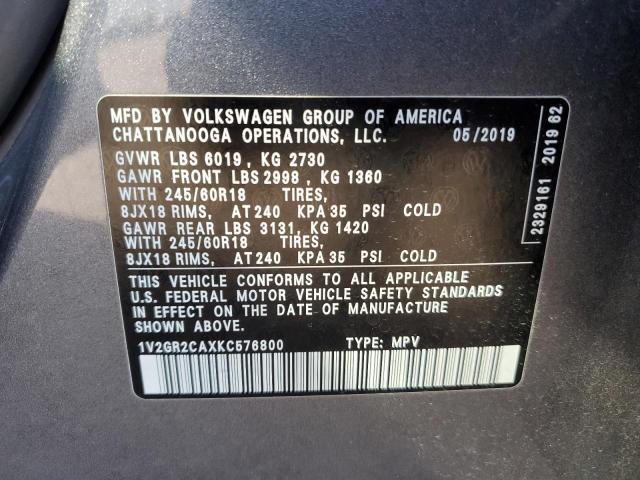 MFD BY VOLKSWAGEN GROUP OF AMERICA
CHATTANOOGA OPERATIONS, LLC. 05/2019
GVWR LBS 6019, KG 2730
GAWR FRONT LBS 2998, KG 1360
WITH 245/60R18 TIRES,
8JX18 RIMS, AT 240 KPA 35 PSI COLD
GAWR REAR LBS 3131, KG 1420
WITH 245/60R18 TIRES,
8JX18 RIMS, AT 240 KPA 35 PSI COLD
THIS VEHICLE CONFORMS TO ALL APPLICABLE
U.S. FEDERAL MOTOR VEHICLE SAFETY STANDARDS
IN EFFECT ON THE DATE OF MANUFACTURE
SHOWN ABOVE
1V2GR2CAXKC576800 TYPE: MPV
2329161 2019 62